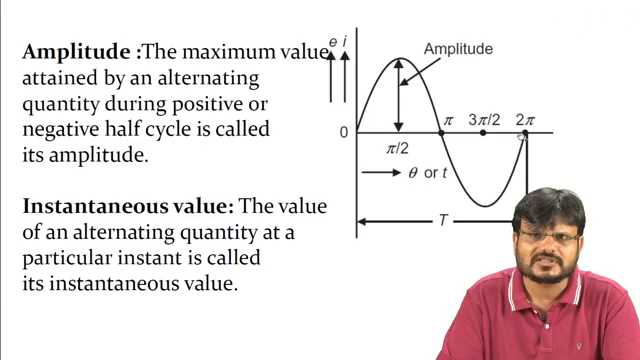 Amplitude :The maximum value
attained by an alternating
quantity during positive or
negative half cycle is called
its amplitude.
Instantaneous value: The value
of an alternating quantity at a
particular instant is called
its instantaneous value.
e i
Amplitude
0
π/2
π
3π/2
2π
θ or t
T